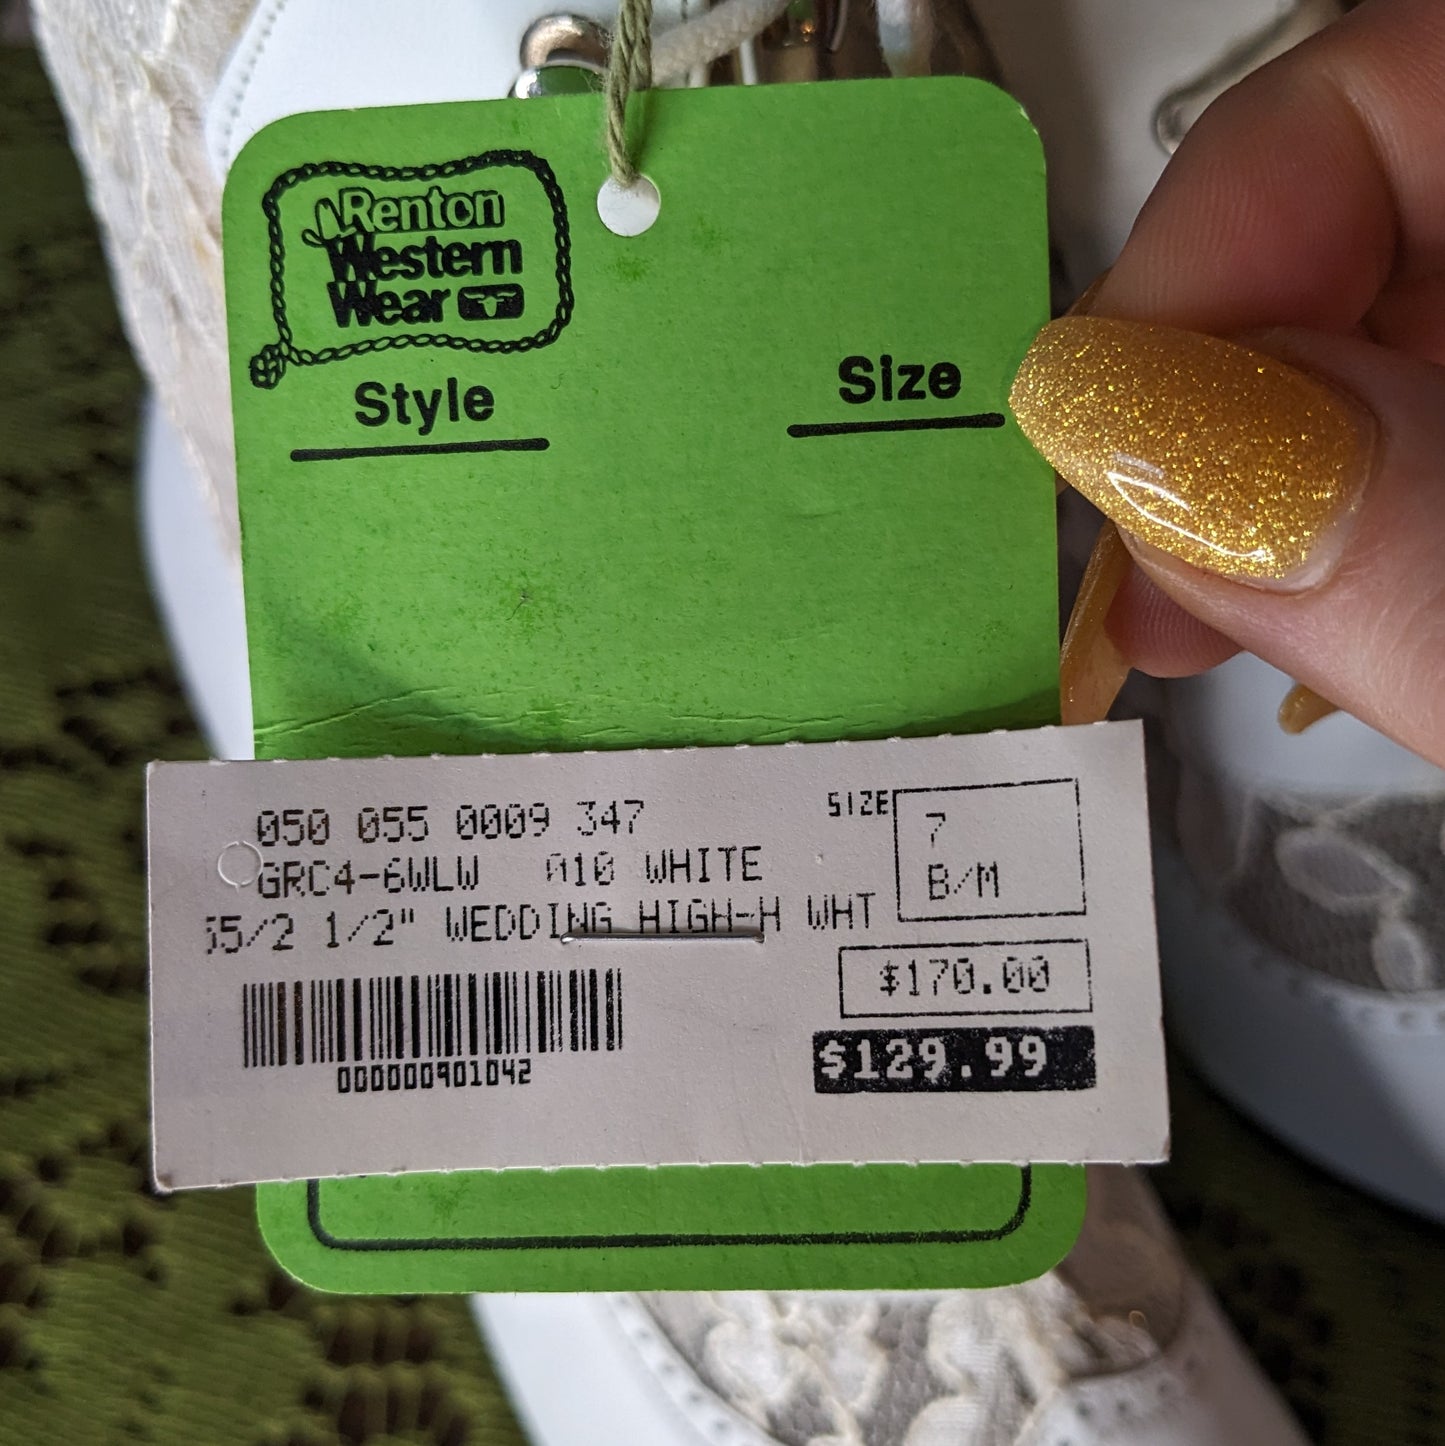 Renton
Western
Wear
Style
Size
050 055 0009 347
SIZE
7
B/M
GRC4-6WLW 010 WHITE
55/2 1/2" WEDDING HIGH-H WHT
$170.00
$129.99
000000901042